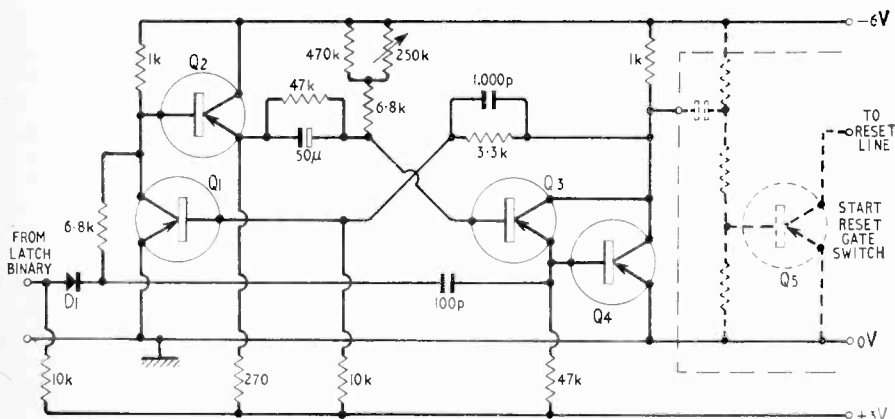 -6V
1k
Q2
470k
250k
1k
47k
1,000p
6·8k
50μ
3·3k
TO
RESET
LINE
Q1
Q3
6·8k
START
RESET
GATE
SWITCH
FROM
LATCH
BINARY
D1
100p
Q4
Q5
0V
10k
270
10k
47k
+3V